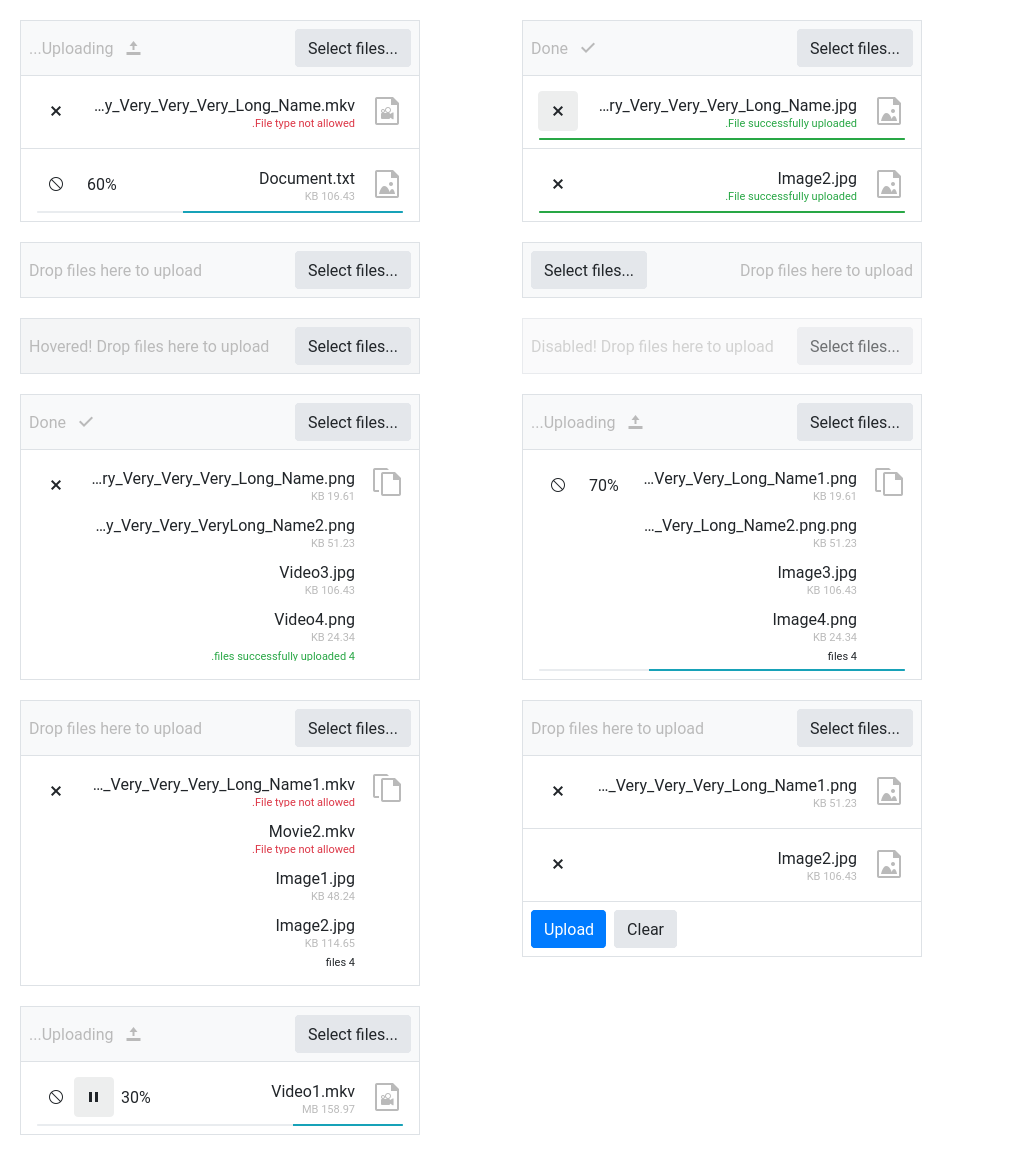 ...Uploading
Select files...
...y_Very_Very_Very_Long_Name.mkv
.File type not allowed
60%
Document.txt
KB 106.43
Done
Select files...
...ry_Very_Very_Very_Long_Name.jpg
.File successfully uploaded
Image2.jpg
.File successfully uploaded
Drop files here to upload
Select files...
Select files...
Drop files here to upload
Hovered! Drop files here to upload
Select files...
Disabled! Drop files here to upload
Select files...
Done
Select files...
...ry_Very_Very_Very_Long_Name.png
KB 19.61
...y_Very_Very_VeryLong_Name2.png
KB 51.23
Video3.jpg
KB 106.43
Video4.png
KB 24.34
.files successfully uploaded 4
...Uploading
Select files...
70%
...Very_Very_Long_Name1.png
KB 19.61
..._Very_Long_Name2.png.png
KB 51.23
Image3.jpg
KB 106.43
Image4.png
KB 24.34
files 4
Drop files here to upload
Select files...
..._Very_Very_Very_Long_Name1.mkv
.File type not allowed
Movie2.mkv
.File type not allowed
Image1.jpg
KB 48.24
Image2.jpg
KB 114.65
files 4
Drop files here to upload
Select files...
..._Very_Very_Very_Long_Name1.png
KB 51.23
Image2.jpg
KB 106.43
Upload
Clear
...Uploading
Select files...
30%
Video1.mkv
MB 158.97